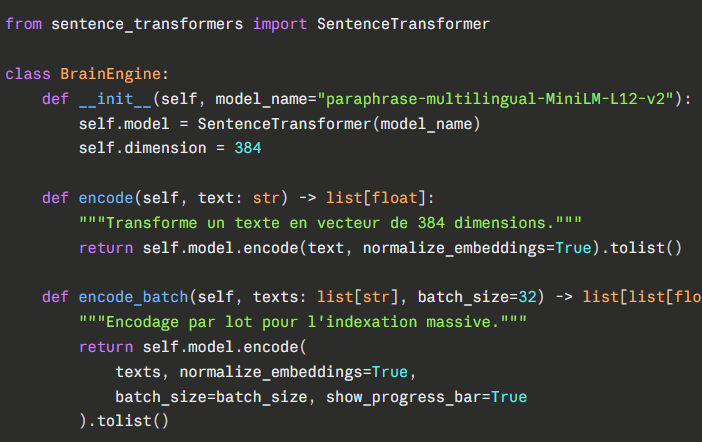 from sentence_transformers import SentenceTransformer
class BrainEngine:
    def __init__(self, model_name="paraphrase-multilingual-MiniLM-L12-v2"):
        self.model = SentenceTransformer(model_name)
        self.dimension = 384
    def encode(self, text: str) -> list[float]:
        """Transforme un texte en vecteur de 384 dimensions."""
        return self.model.encode(text, normalize_embeddings=True).tolist()
    def encode_batch(self, texts: list[str], batch_size=32) -> list[list[flo
        """Encodage par lot pour l'indexation massive."""
        return self.model.encode(
            texts, normalize_embeddings=True,
            batch_size=batch_size, show_progress_bar=True
        ).tolist()